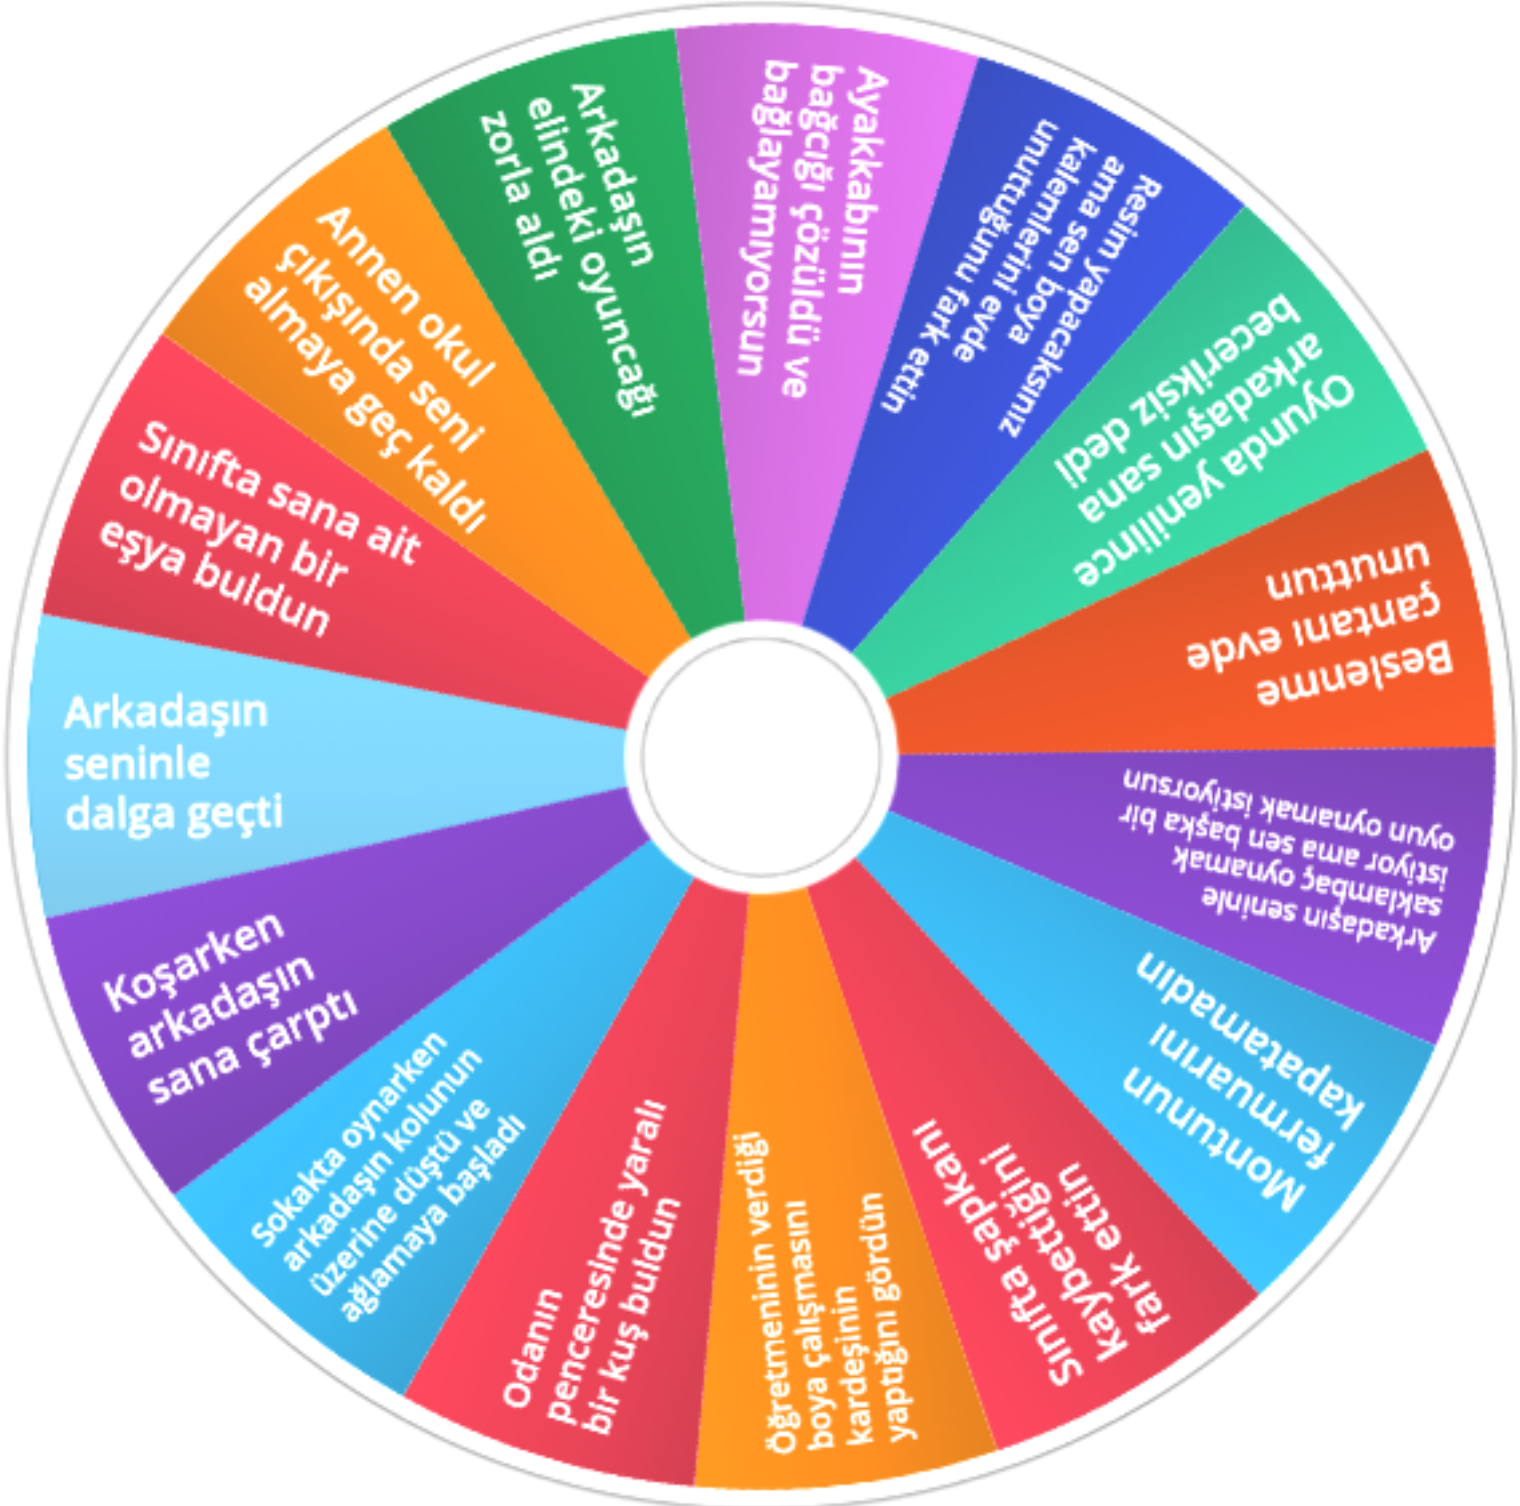 Ayakkabının
bağcığı çözüldü ve
bağlayamıyorsun
Resim yapacaksınız
ama sen boya
kalemlerini evde
unuttuğunu fark ettin
Oyunda yenilince
arkadaşın sana
beceriksiz dedi
Beslenme
çantanı evde
unuttun
Arkadaşın seninle
saklambaç oynamak
istiyor ama sen başka bir
oyun oynamak istiyorsun
Montunun
fermuarını
kapatamadın
Sınıfta şapkanı
kaybettiğini
fark ettin
Öğretmeninin verdiği
boya çalışmasını
kardeşinin
yaptığını gördün
Odanın
penceresinde yaralı
bir kuş buldun
Sokakta oynarken
arkadaşın kolunun
üzerine düştü ve
ağlamaya başladı
Koşarken
arkadaşın
sana çarptı
Arkadaşın
seninle
dalga geçti
Sınıfta sana ait
olmayan bir
eşya buldun
Annen okul
çıkışında seni
almaya geç kaldı
Arkadaşın
elindeki oyuncağı
zorla aldı